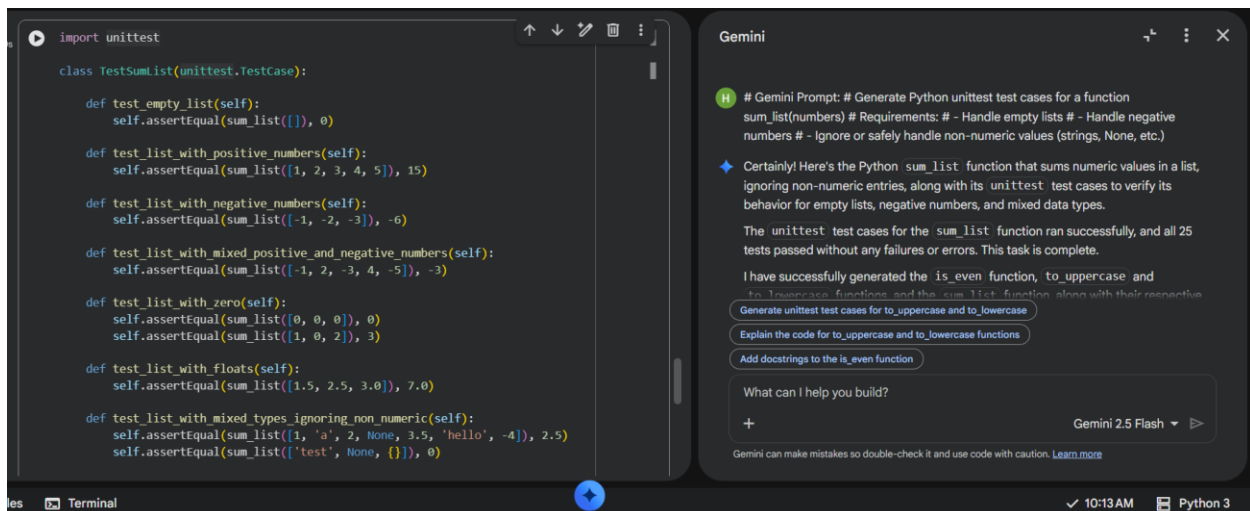 import unittest
class TestSumList(unittest.TestCase):
def test_empty_list(self):
self.assertEqual(sum_list([]), 0)
def test_list_with_positive_numbers(self):
self.assertEqual(sum_list([1, 2, 3, 4, 5]), 15)
def test_list_with_negative_numbers(self):
self.assertEqual(sum_list([-1, -2, -3]), -6)
def test_list_with_mixed_positive_and_negative_numbers(self):
self.assertEqual(sum_list([-1, 2, -3, 4, -5]), -3)
def test_list_with_zero(self):
self.assertEqual(sum_list([0, 0, 0]), 0)
self.assertEqual(sum_list([1, 0, 2]), 3)
def test_list_with_floats(self):
self.assertEqual(sum_list([1.5, 2.5, 3.0]), 7.0)
def test_list_with_mixed_types_ignoring_non_numeric(self):
self.assertEqual(sum_list([1, 'a', 2, None, 3.5, 'hello', -4]), 2.5)
self.assertEqual(sum_list(['test', None, {}]), 0)
Gemini
H
# Gemini Prompt: # Generate Python unittest test cases for a function
sum_list(numbers) # Requirements: # - Handle empty lists # - Handle negative
numbers # - Ignore or safely handle non-numeric values (strings, None, etc.)
Certainly! Here's the Python sum_list function that sums numeric values in a list,
ignoring non-numeric entries, along with its unittest test cases to verify its
behavior for empty lists, negative numbers, and mixed data types.
The unittest test cases for the sum_list function ran successfully, and all 25
tests passed without any failures or errors. This task is complete.
I have successfully generated the is_even function, to_uppercase and
to_lowercase functions, and the sum_list function, along with their respective
Generate unittest test cases for to_uppercase and to_lowercase
Explain the code for to_uppercase and to_lowercase functions
Add docstrings to the is_even function
What can I help you build?
Gemini 2.5 Flash
Gemini can make mistakes so double-check it and use code with caution. Learn more
Terminal
10:13 AM Python 3